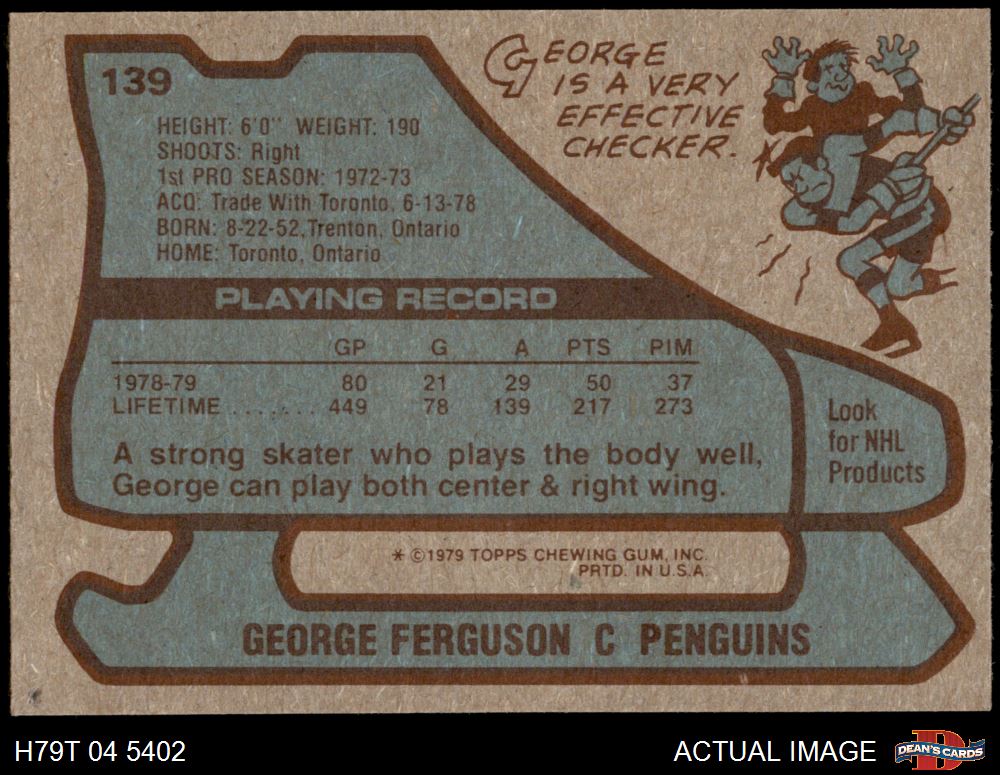 139
GEORGE
IS A VERY
EFFECTIVE
CHECKER.
HEIGHT: 6'0" WEIGHT: 190
SHOOTS: Right
1st PRO SEASON: 1972-73
ACQ: Trade With Toronto, 6-13-78
BORN: 8-22-52, Trenton, Ontario
HOME: Toronto, Ontario
PLAYING RECORD
GP G A PTS PIM
1978-79 80 21 29 50 37
LIFETIME ....... 449 78 139 217 273
A strong skater who plays the body well,
George can play both center & right wing.
Look
for NHL
Products
* ©1979 TOPPS CHEWING GUM, INC.
PRTD. IN U.S.A.
GEORGE FERGUSON C PENGUINS
H79T 04 5402
ACTUAL IMAGE
D
DEAN'S CARDS